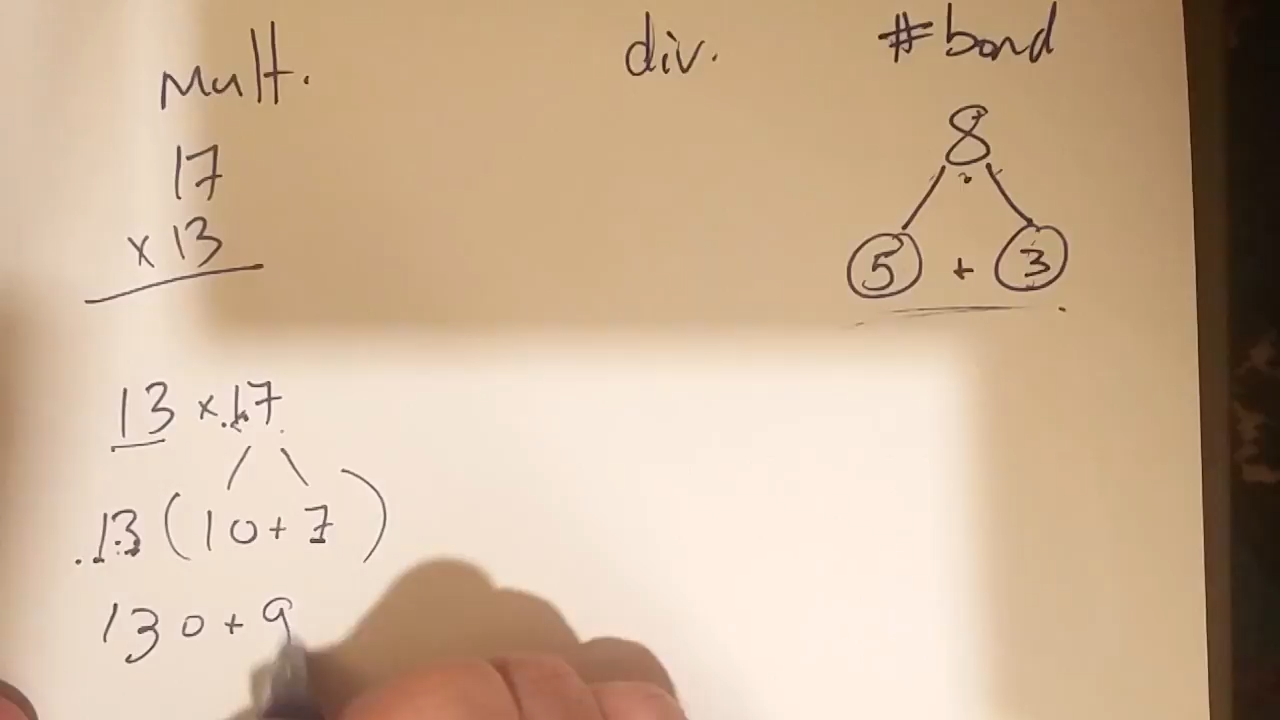 Mult.
17
x 13
13 x 17
13 ( 10 + 7 )
130 + 9
div.
# bond
8
5 + 3